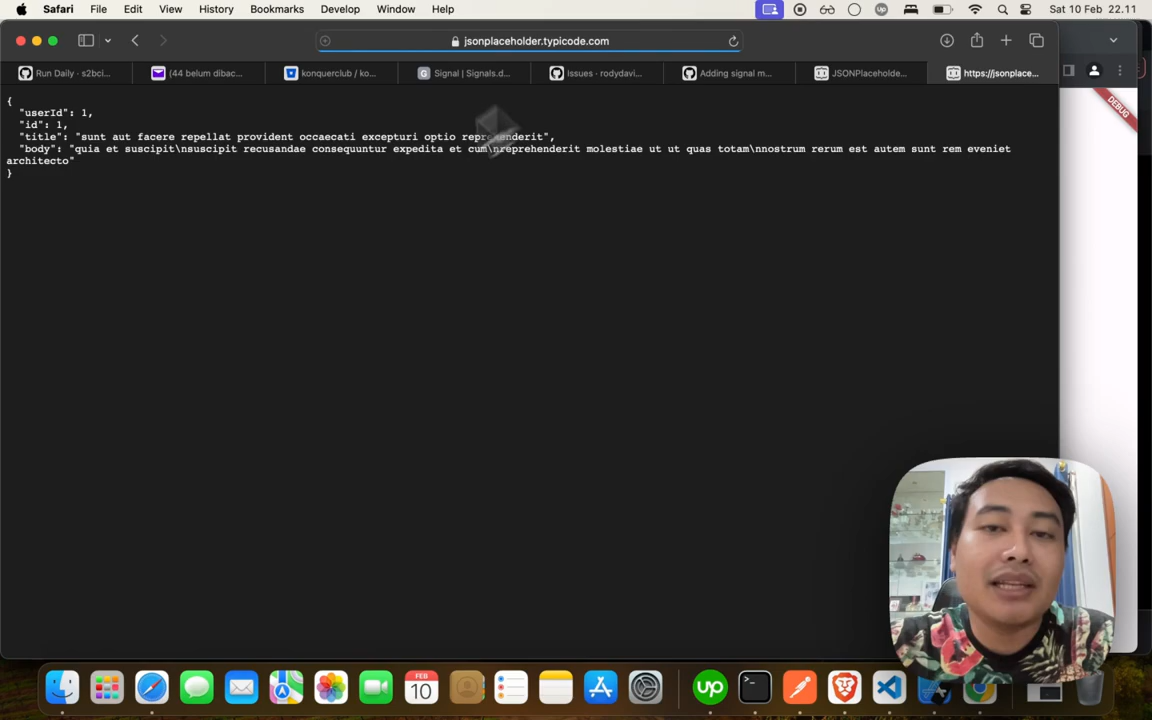 Safari File Edit View History Bookmarks Develop Window Help Sat 10 Feb 22.11
jsonplaceholder.typicode.com
Run Daily · s2bci... (44 belum dibac... konquerclub / ko... Signal | Signals.d... Issues · rodydavi... Adding signal m... JSONPlaceholde... https://jsonplace...
DEBUG
{
"userId": 1,
"id": 1,
"title": "sunt aut facere repellat provident occaecati excepturi optio reprehenderit",
"body": "quia et suscipit\nsuscipit recusandae consequuntur expedita et cum\nreprehenderit molestiae ut ut quas totam\nnostrum rerum est autem sunt rem eveniet
architecto"
}
FEB
10
up